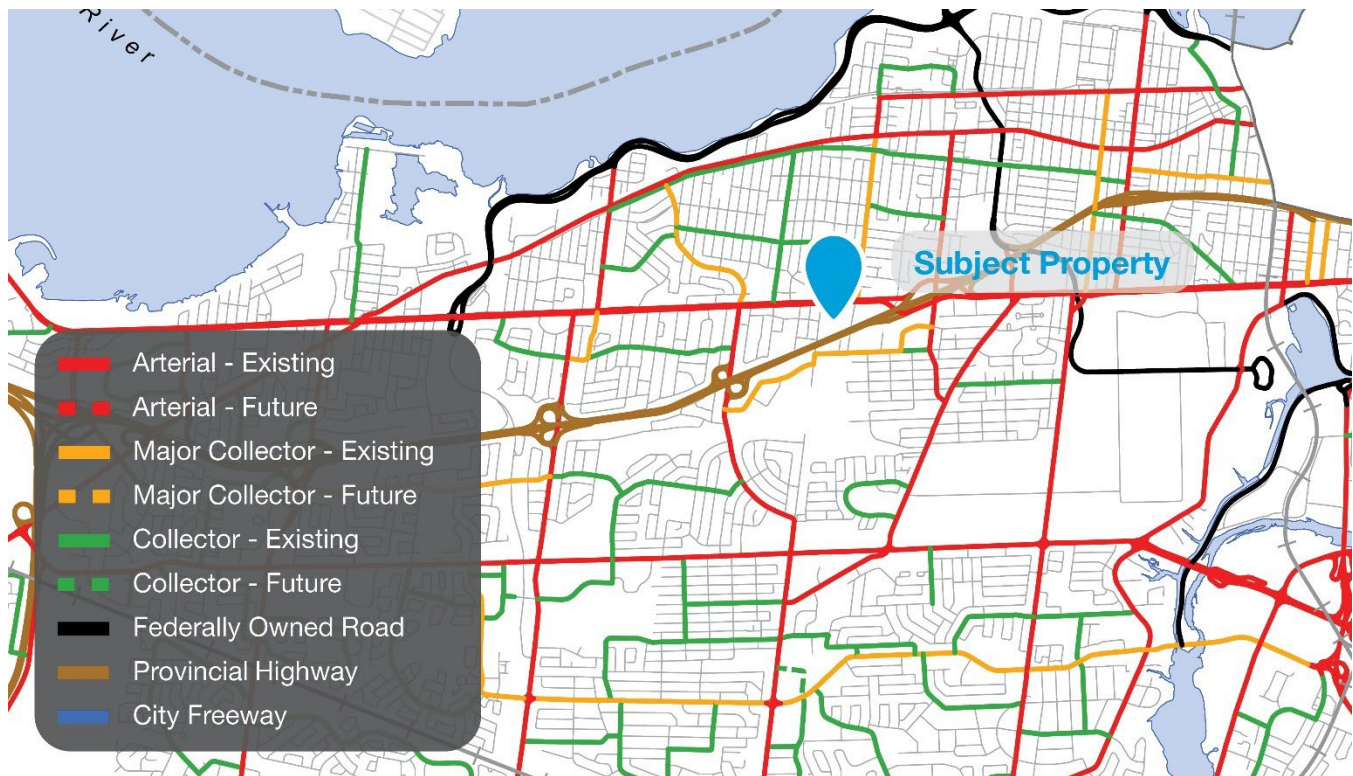 River
Subject Property
Arterial - Existing
Arterial - Future
Major Collector - Existing
Major Collector - Future
Collector - Existing
Collector - Future
Federally Owned Road
Provincial Highway
City Freeway